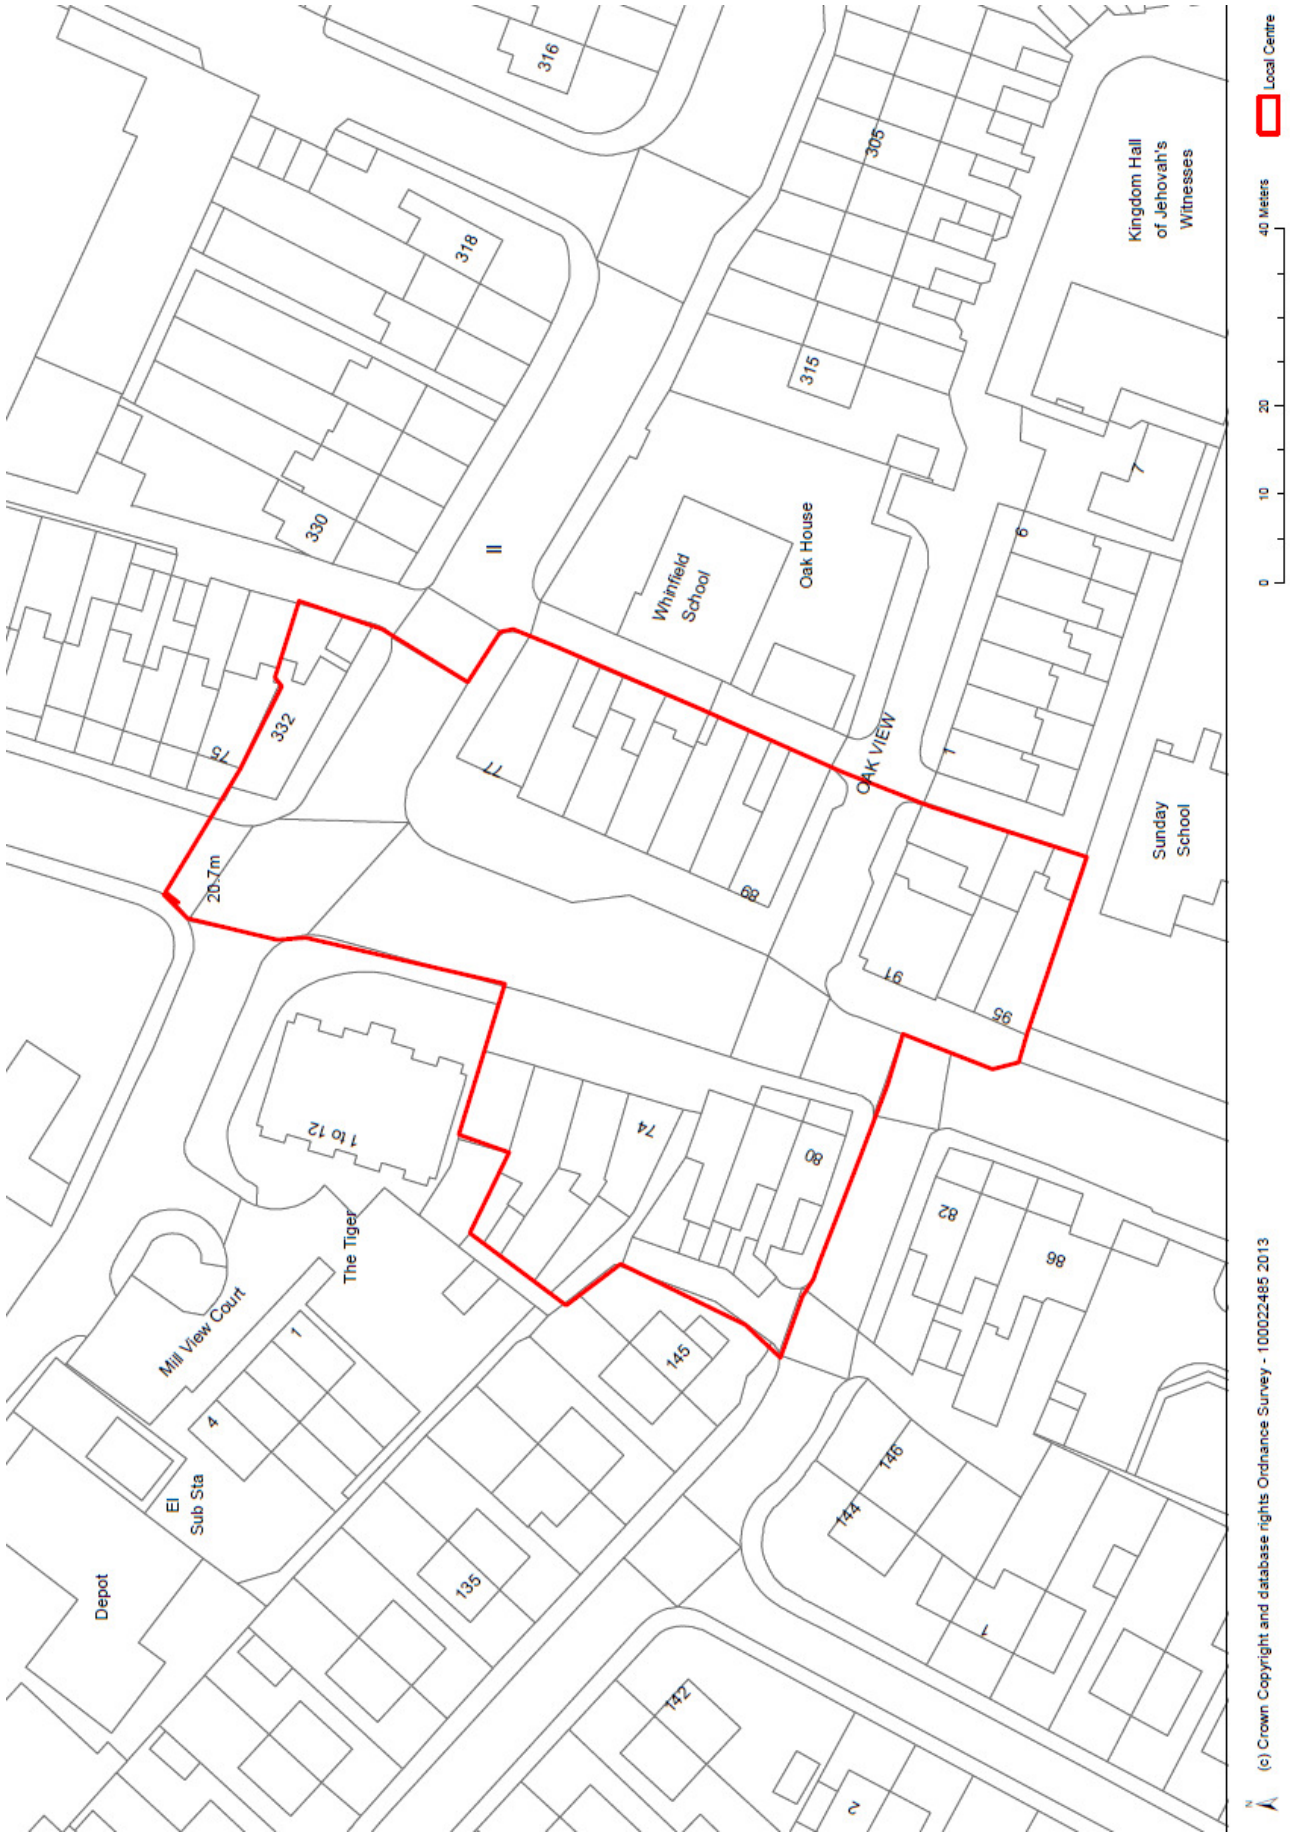 316
318
305
330
315
Kingdom Hall
of Jehovah's
Witnesses
II
7
6
Whinfield
School
Oak House
332
75
77
OAK VIEW
1
89
20.7m
Sunday
School
91
95
1 to 12
74
80
The Tiger
82
86
Mill View Court
1
4
145
El
Sub Sta
146
144
Depot
135
1
142
2
Local Centre
0
10
20
40 Meters
N
(c) Crown Copyright and database rights Ordnance Survey - 100022485 2013